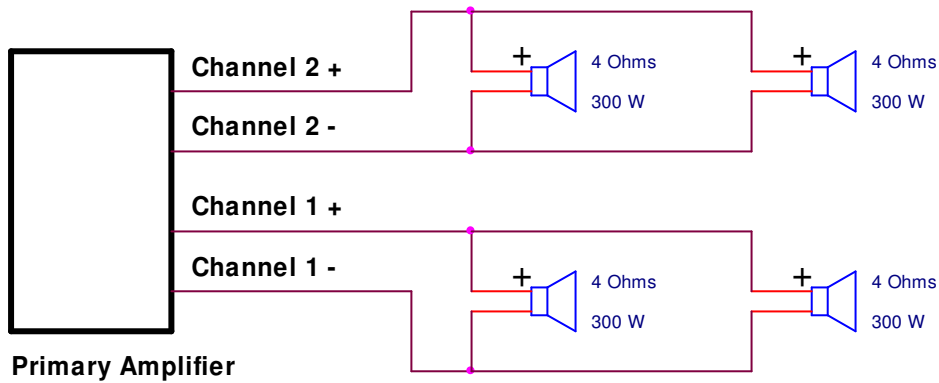 Channel 2 +
+
4 Ohms
300 W
+
4 Ohms
300 W
Channel 2 -
Channel 1 +
Channel 1 -
+
4 Ohms
300 W
+
4 Ohms
300 W
Primary Amplifier